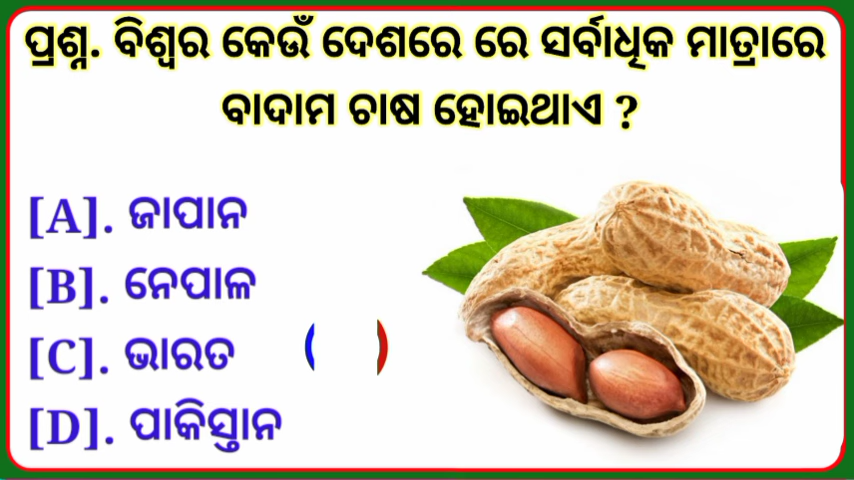 ପ୍ରଶ୍ନ. ବିଶ୍ୱର କେଉଁ ଦେଶରେ ରେ ସର୍ବାଧିକ ମାତ୍ରାରେ
ବାଦାମ ଚାଷ ହୋଇଥାଏ ?
[A]. ଜାପାନ
[B]. ନେପାଳ
[C]. ଭାରତ
[D]. ପାକିସ୍ତାନ